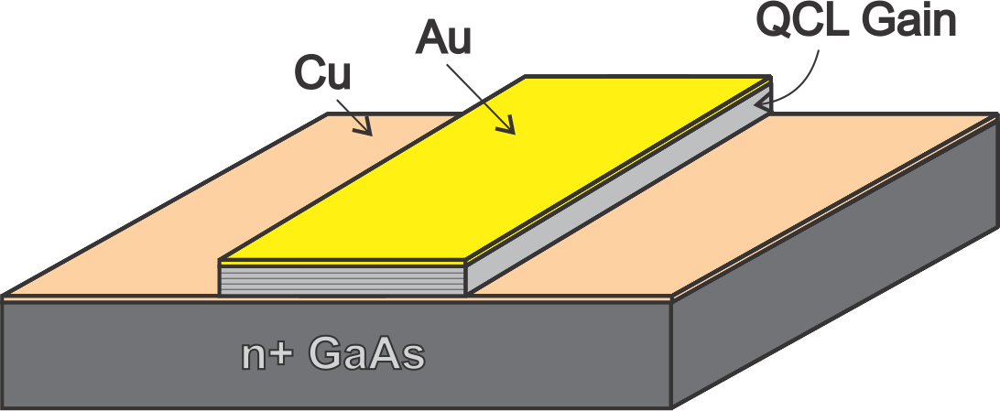 QCL Gain
Au
Cu
n+ GaAs